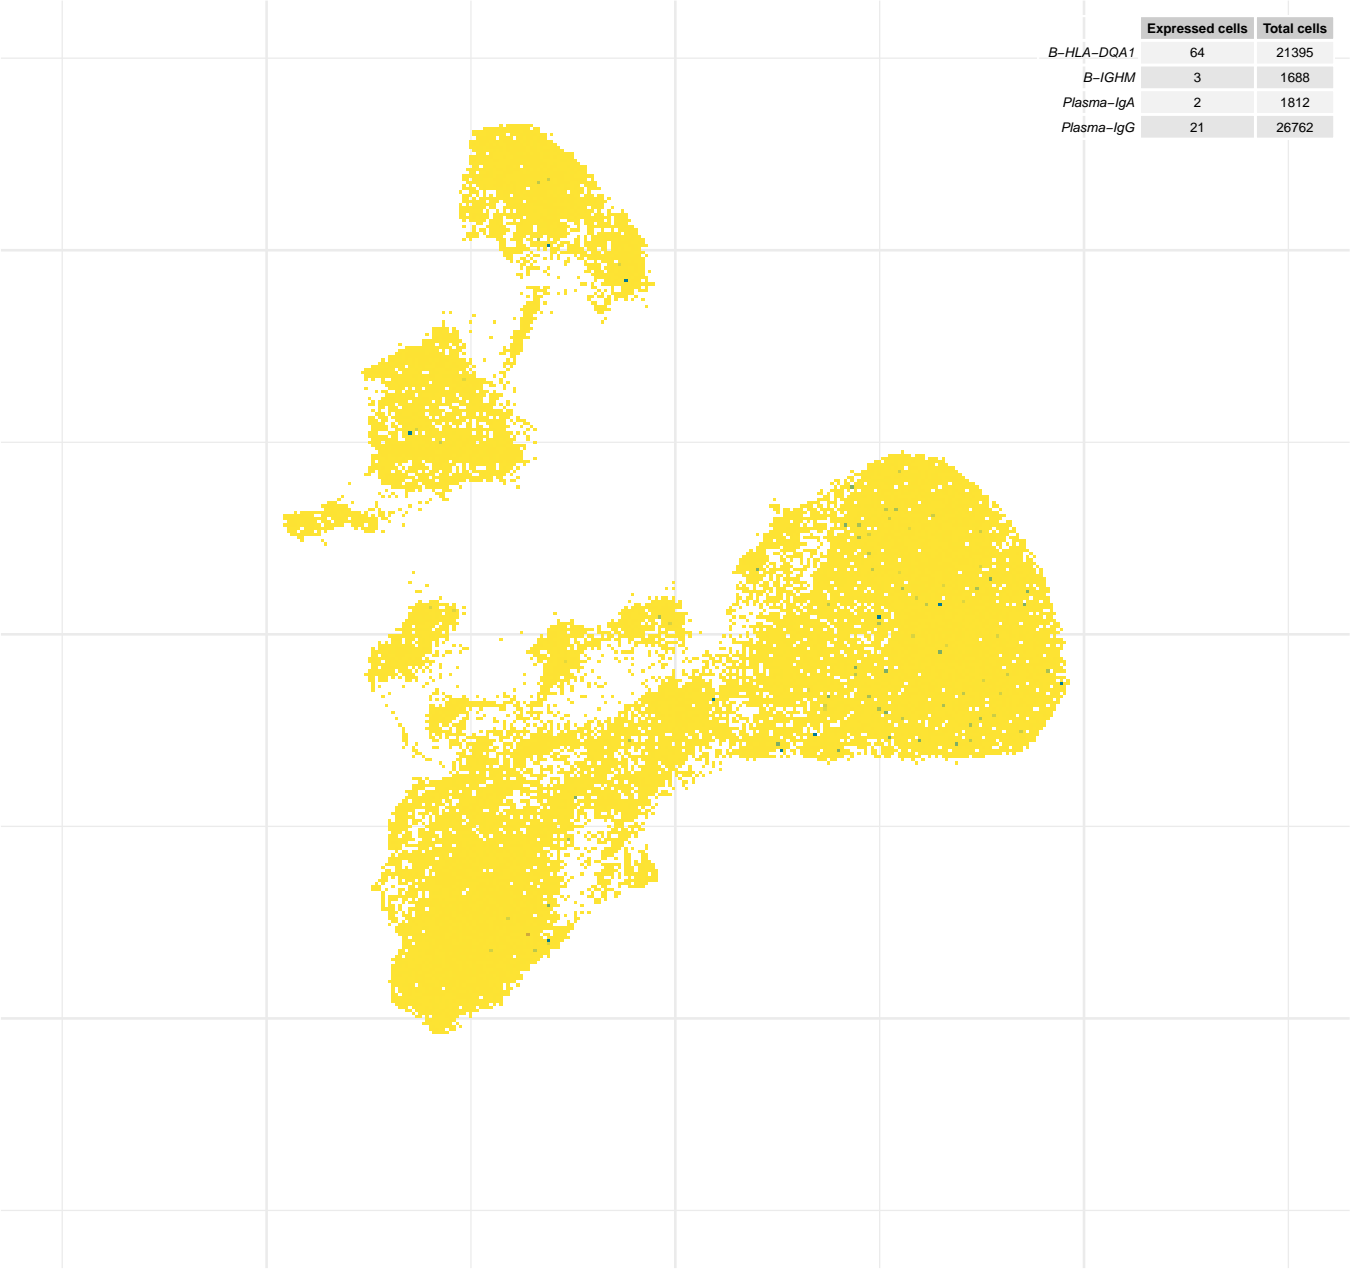 Expressed cells Total cells
B−HLA−DQA1 64 21395
B−IGHM 3 1688
Plasma−IgA 2 1812
Plasma−IgG 21 26762